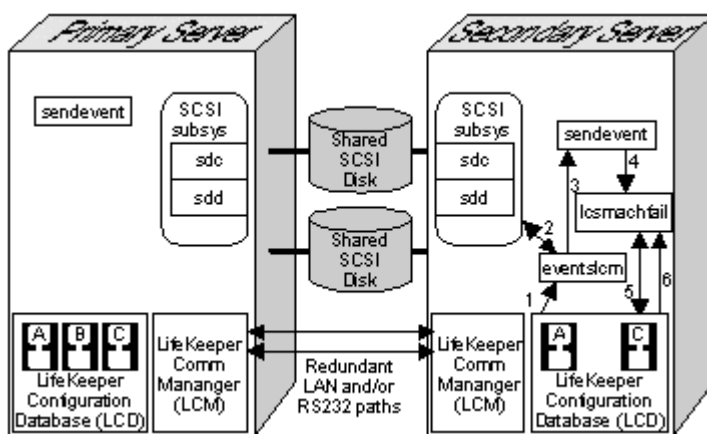 Primary Server
sendevent
SCSI
subsys
sdc
sdd
A
B
C
LifeKeeper
Configuration
Database (LCD)
LifeKeeper
Comm
Mananger
(LCM)
Shared
SCSI
Disk
Shared
SCSI
Disk
Redundant
LAN and/or
RS232 paths
Secondary Server
SCSI
subsys
sdc
sdd
sendevent
3
4
lcsmachfail
2
eventslcm
1
5
6
LifeKeeper
Comm
Mananger
(LCM)
A
C
LifeKeeper
Configuration
Database (LCD)